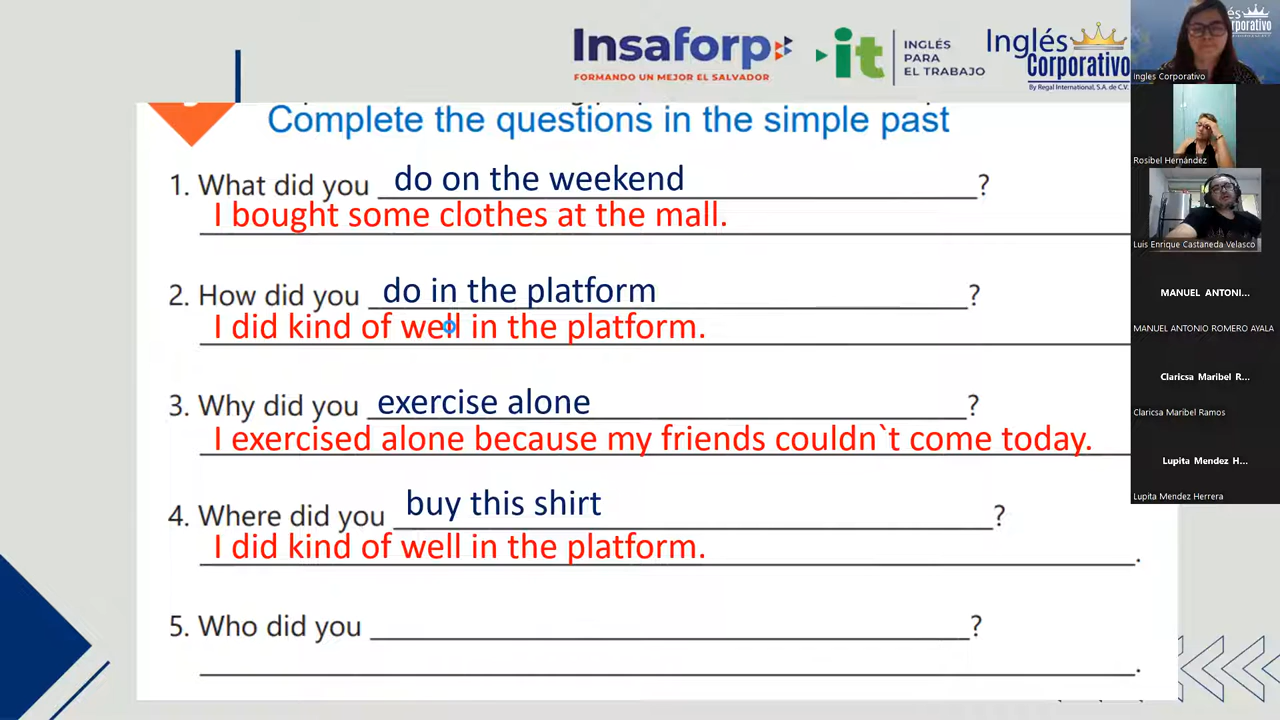 Insaforp
FORMANDO UN MEJOR EL SALVADOR
it
INGLÉS
PARA
EL TRABAJO
Inglés
Corporativo
By Regal International, S.A. de C.V.
Complete the questions in the simple past
1. What did you do on the weekend ?
I bought some clothes at the mall.
2. How did you do in the platform ?
I did kind of well in the platform.
3. Why did you exercise alone ?
I exercised alone because my friends couldn`t come today.
4. Where did you buy this shirt ?
I did kind of well in the platform. .
5. Who did you ?
.
Ingles Corporativo
Rosibel Hernández
Luis Enrique Castaneda Velasco
MANUEL ANTONI...
MANUEL ANTONIO ROMERO AYALA
Claricsa Maribel R...
Claricsa Maribel Ramos
Lupita Mendez H...
Lupita Mendez Herrera